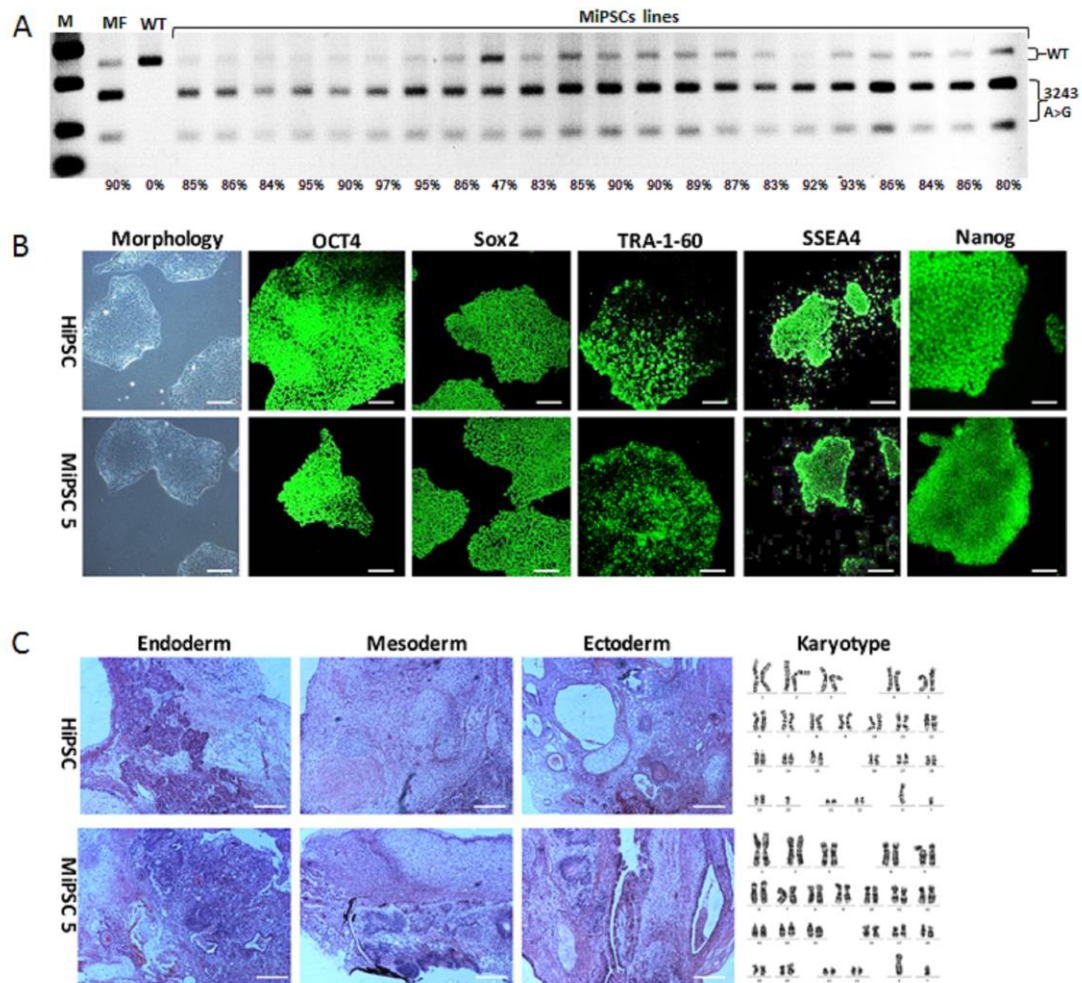 A
M MF WT MiPSCs lines
WT
3243
A>G
90% 0% 85% 86% 84% 95% 90% 97% 95% 86% 47% 83% 85% 90% 90% 89% 87% 83% 92% 93% 86% 84% 86% 80%
B
Morphology OCT4 Sox2 TRA-1-60 SSEA4 Nanog
HiPSC
MiPSC 5
C
Endoderm Mesoderm Ectoderm Karyotype
HiPSC
MiPSC 5